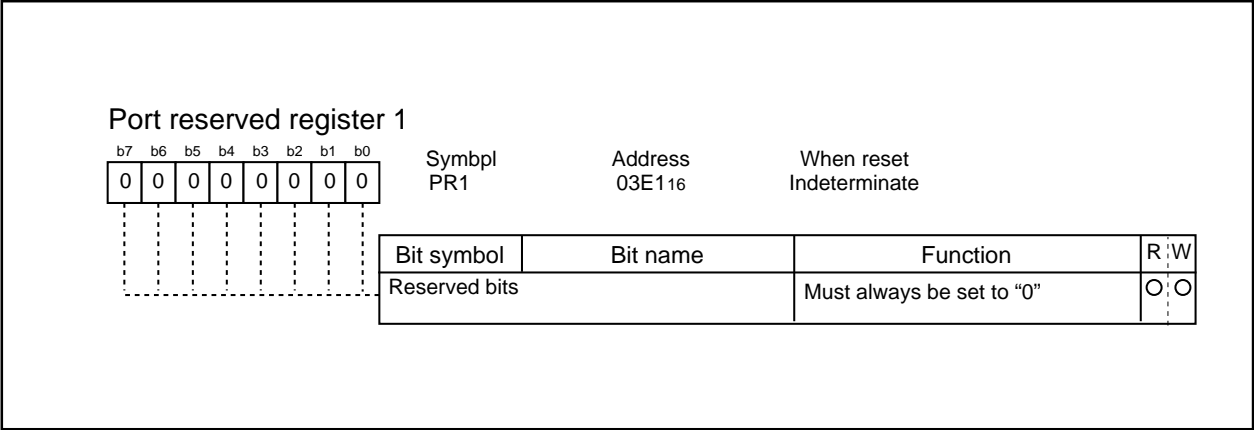 Port reserved register 1
b7 b6 b5 b4 b3 b2 b1 b0
0 0 0 0 0 0 0 0
Symbpl Address When reset
PR1 03E116 Indeterminate
Bit symbol Bit name Function R W
Reserved bits Must always be set to “0” O O